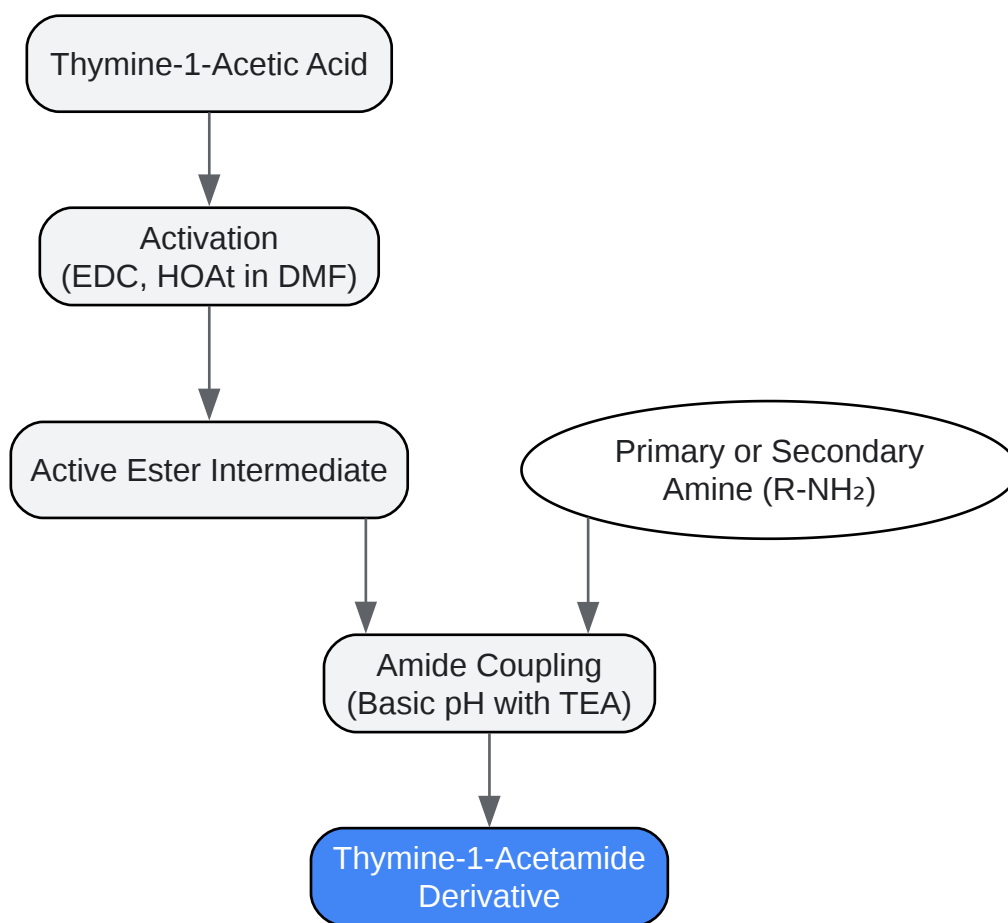 Thymine-1-Acetic Acid
Activation
(EDC, HOAt in DMF)
Active Ester Intermediate
Primary or Secondary
Amine (R-NH₂)
Amide Coupling
(Basic pH with TEA)
Thymine-1-Acetamide
Derivative